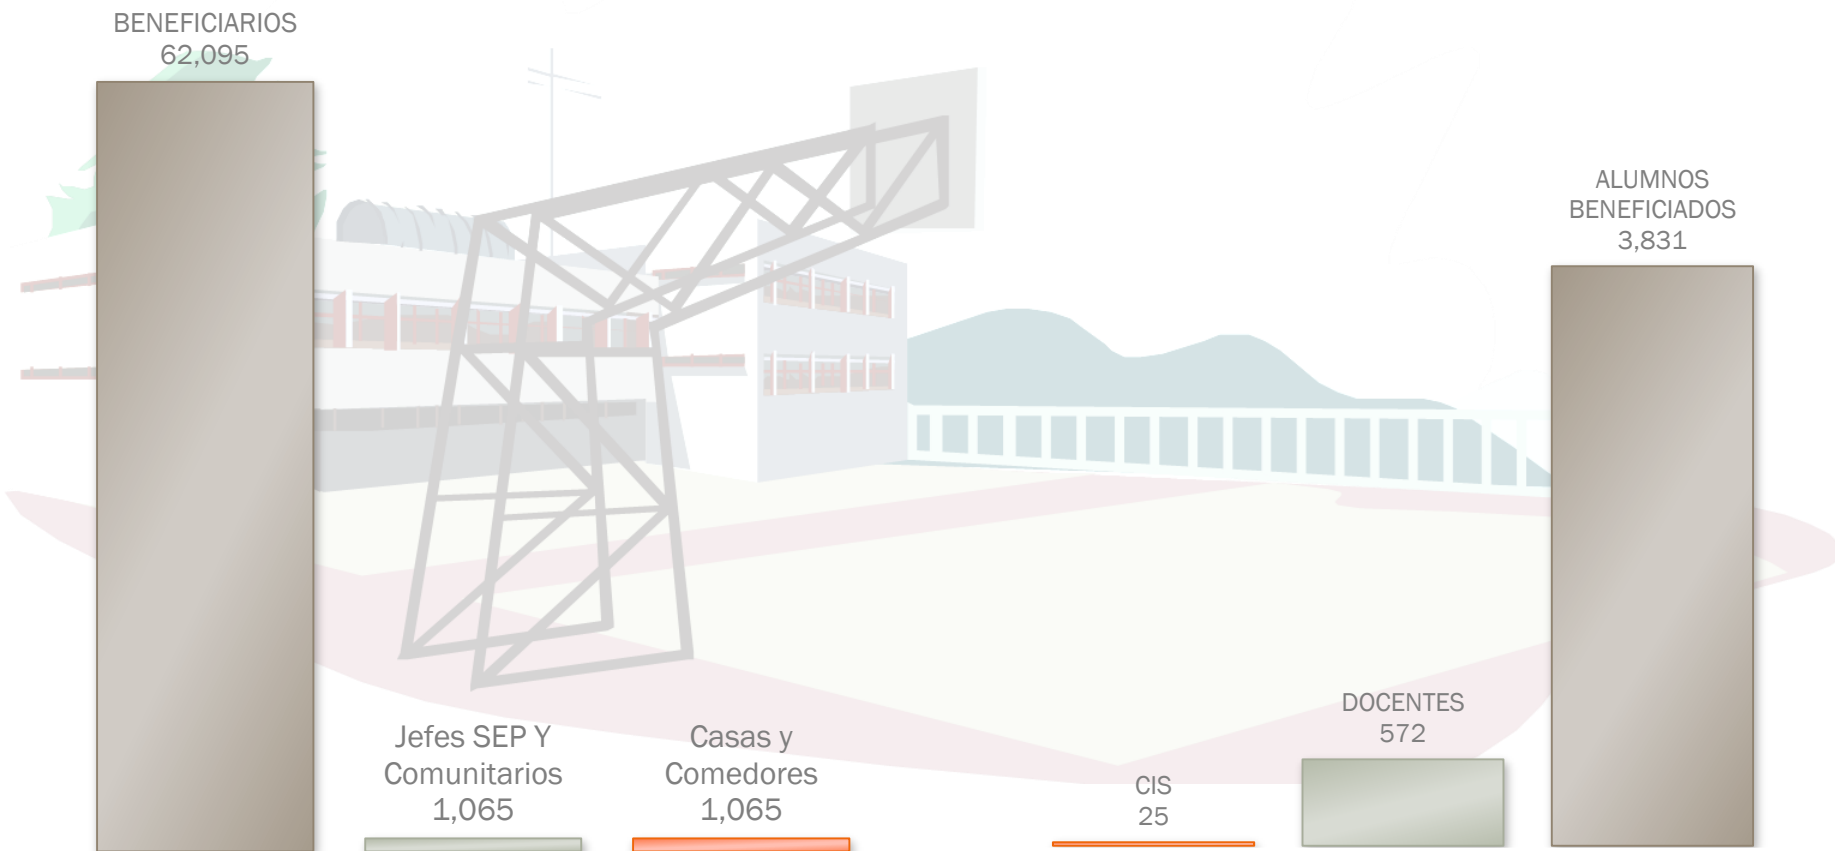 BENEFICIARIOS
62,095
Jefes SEP Y
Comunitarios
1,065
Casas y
Comedores
1,065
CIS
25
DOCENTES
572
ALUMNOS
BENEFICIADOS
3,831